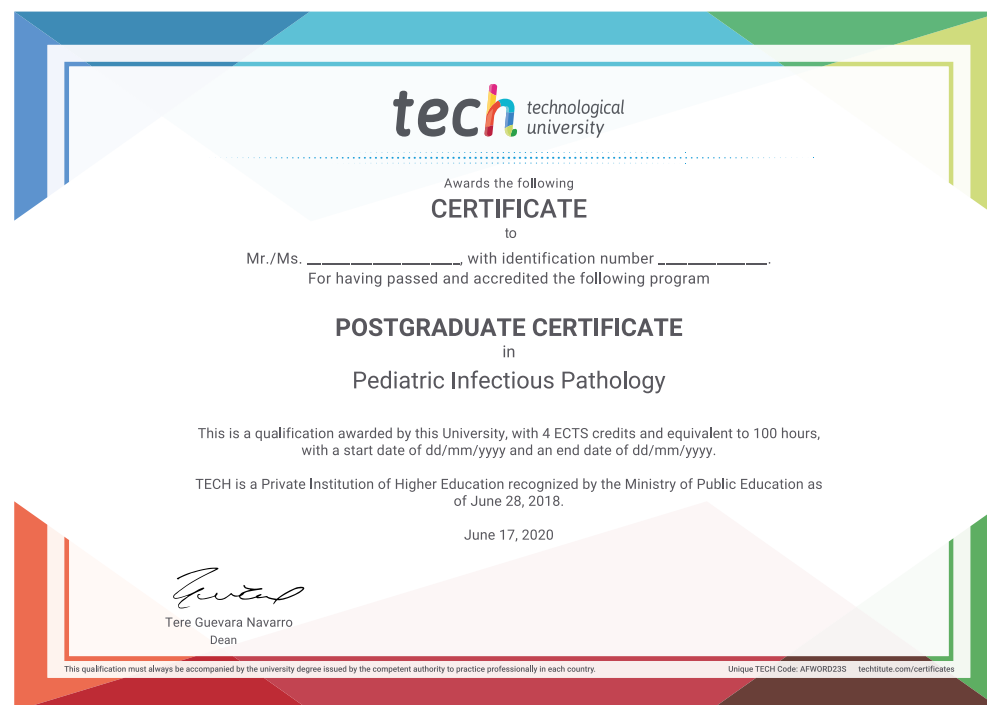 tech technological
university
Awards the following
CERTIFICATE
to
Mr./Ms. _____________________, with identification number _______________.
For having passed and accredited the following program
POSTGRADUATE CERTIFICATE
in
Pediatric Infectious Pathology
This is a qualification awarded by this University, with 4 ECTS credits and equivalent to 100 hours,
with a start date of dd/mm/yyyy and an end date of dd/mm/yyyy.
TECH is a Private Institution of Higher Education recognized by the Ministry of Public Education as
of June 28, 2018.
June 17, 2020
Tere Guevara Navarro
Dean
This qualification must always be accompanied by the university degree issued by the competent authority to practice professionally in each country.
Unique TECH Code: AFWORD23S techtitute.com/certificates